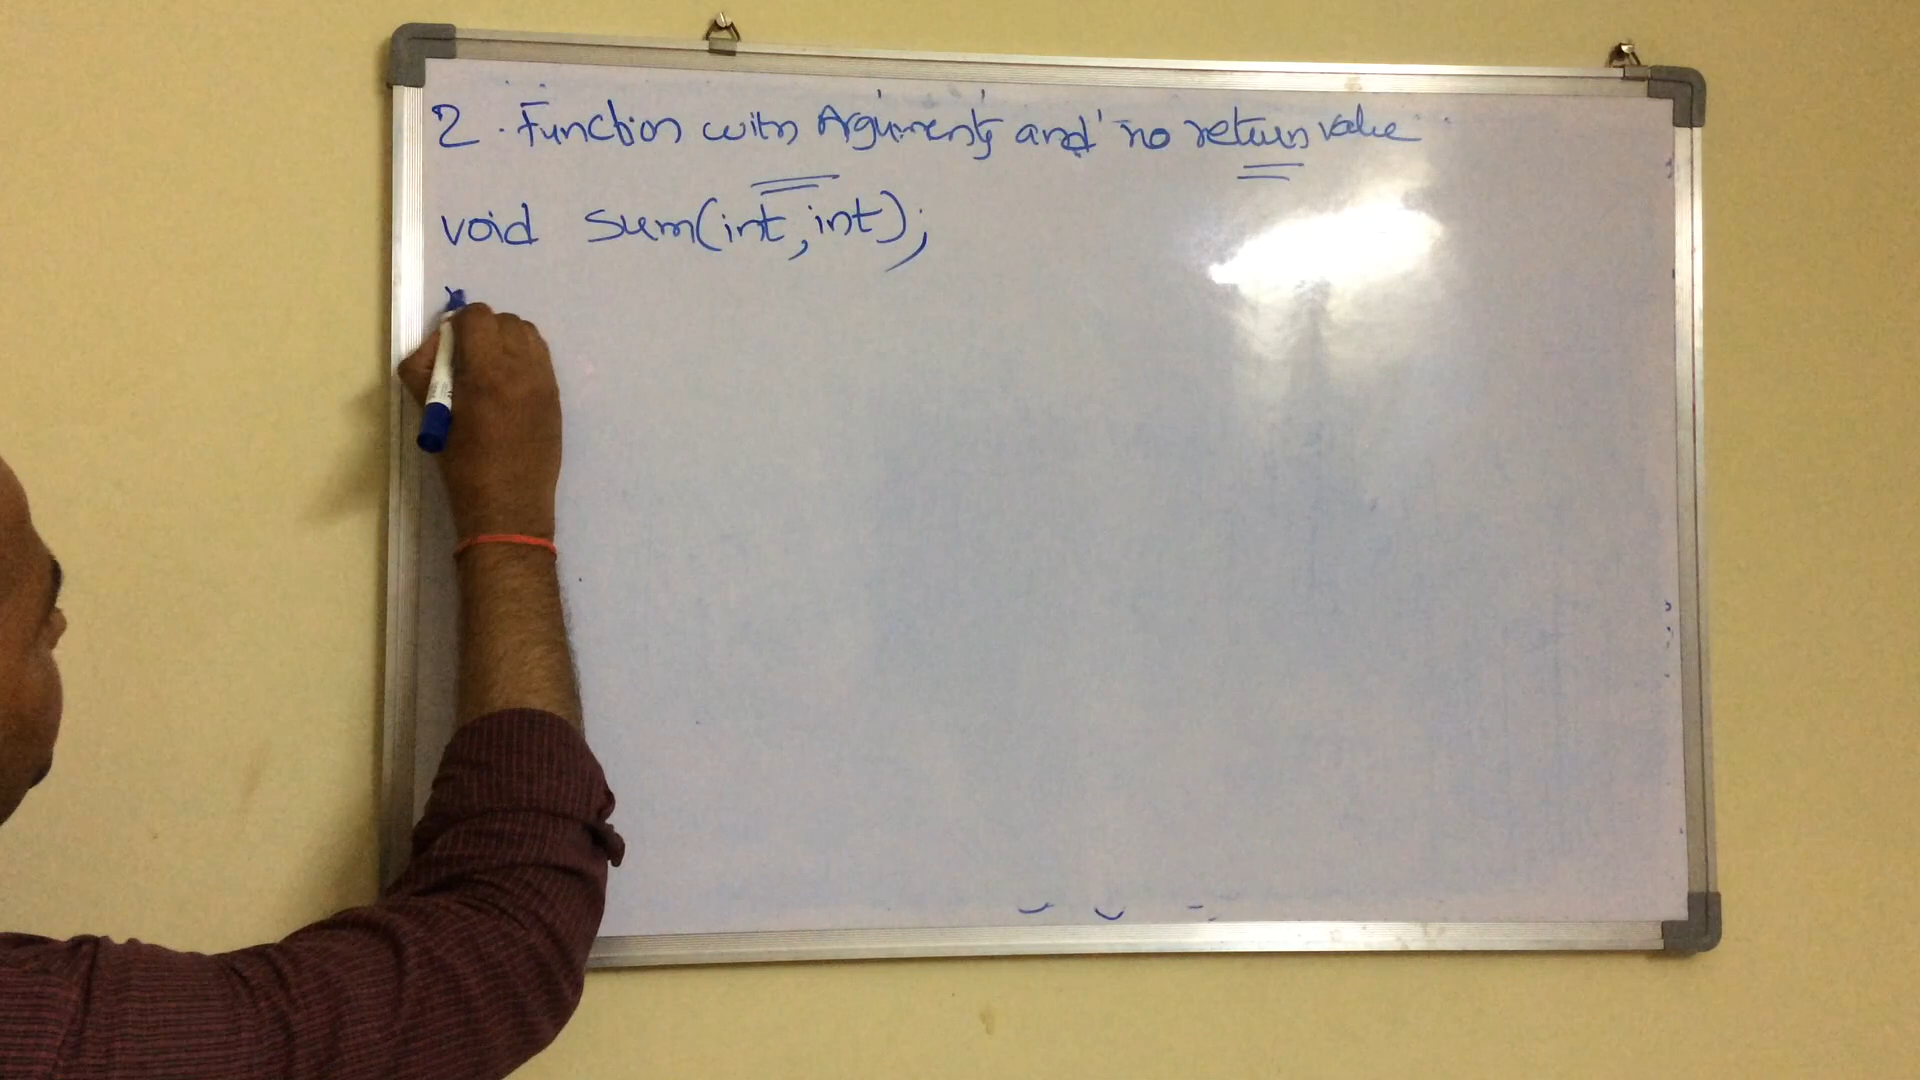 2. Function with Arguments and no return value
void sum(int, int);